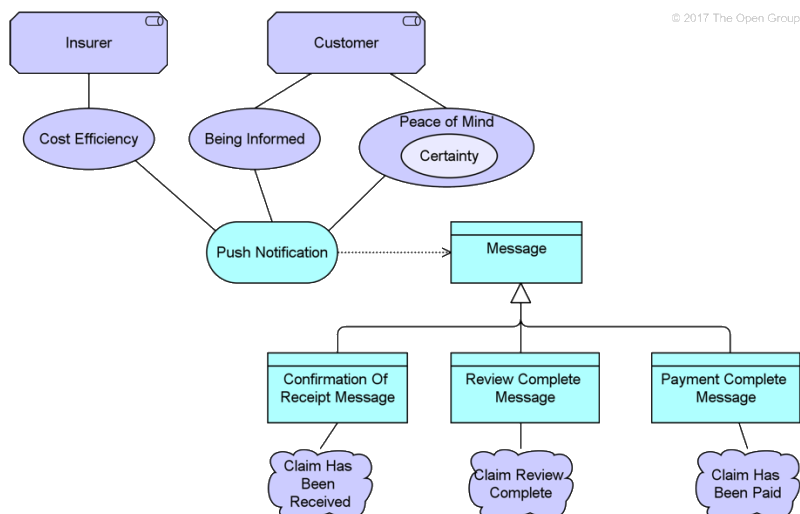 © 2017 The Open Group
Insurer
Customer
Cost Efficiency
Being Informed
Peace of Mind
Certainty
Push Notification
Message
Confirmation Of
Receipt Message
Review Complete
Message
Payment Complete
Message
Claim Has
Been
Received
Claim Review
Complete
Claim Has
Been Paid